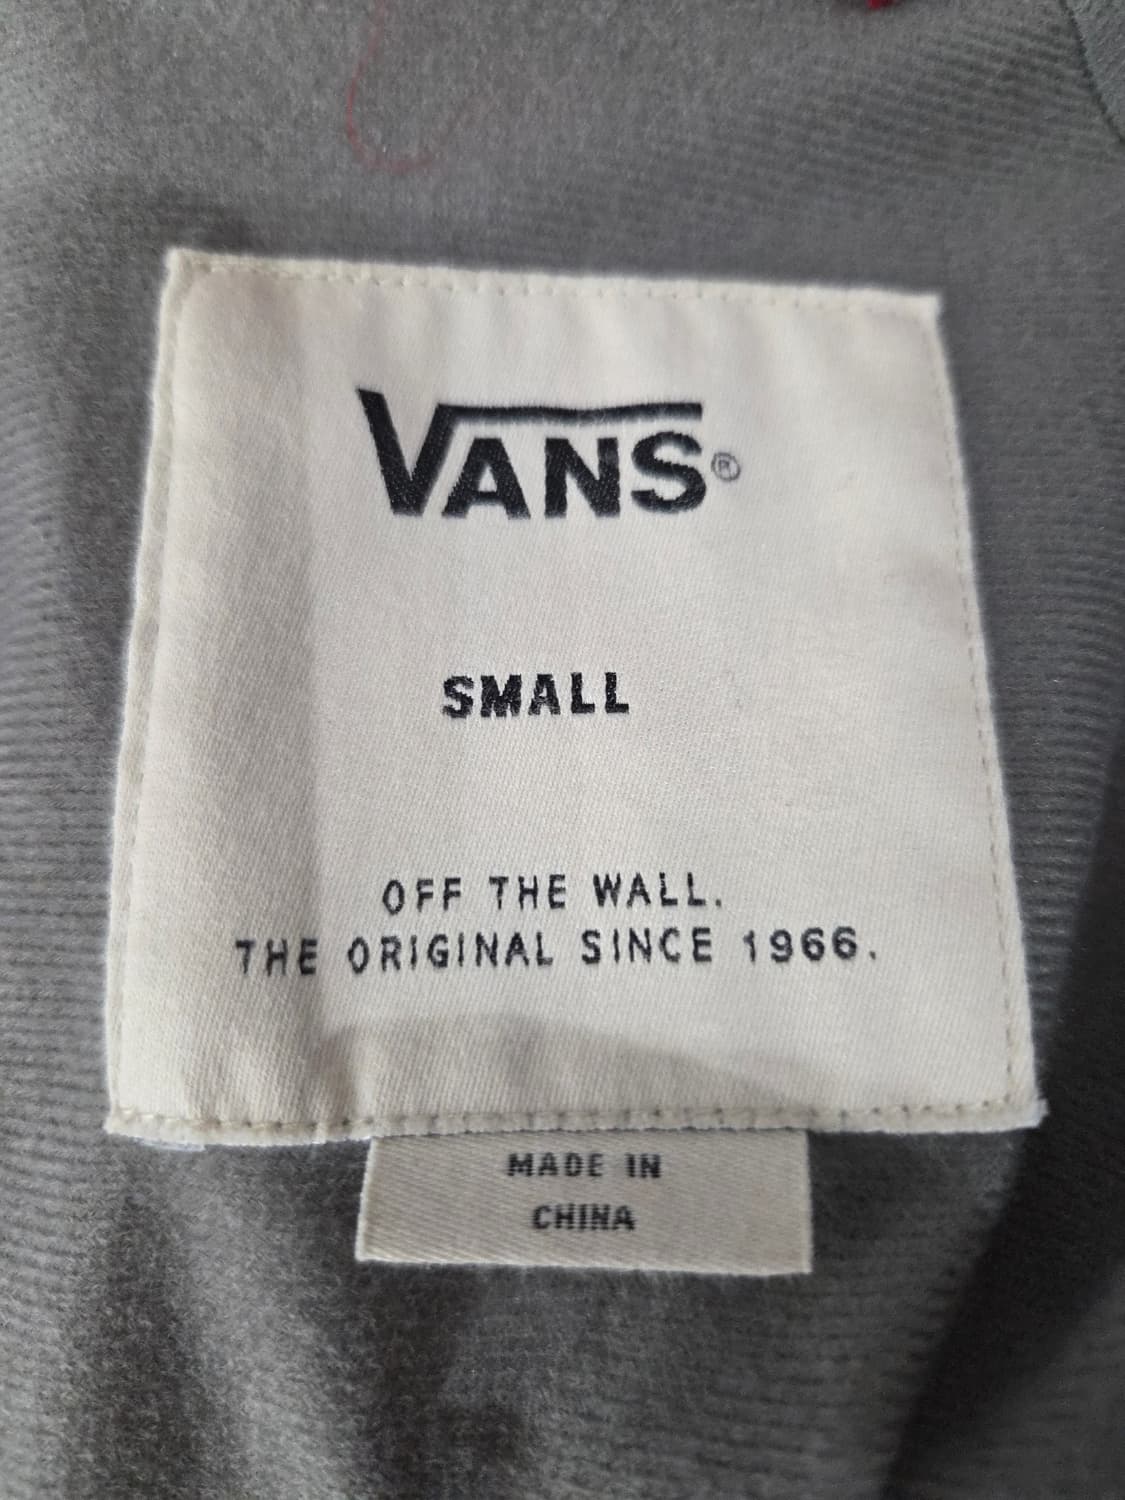 VANS®
SMALL
OFF THE WALL.
THE ORIGINAL SINCE 1966.
MADE IN
CHINA